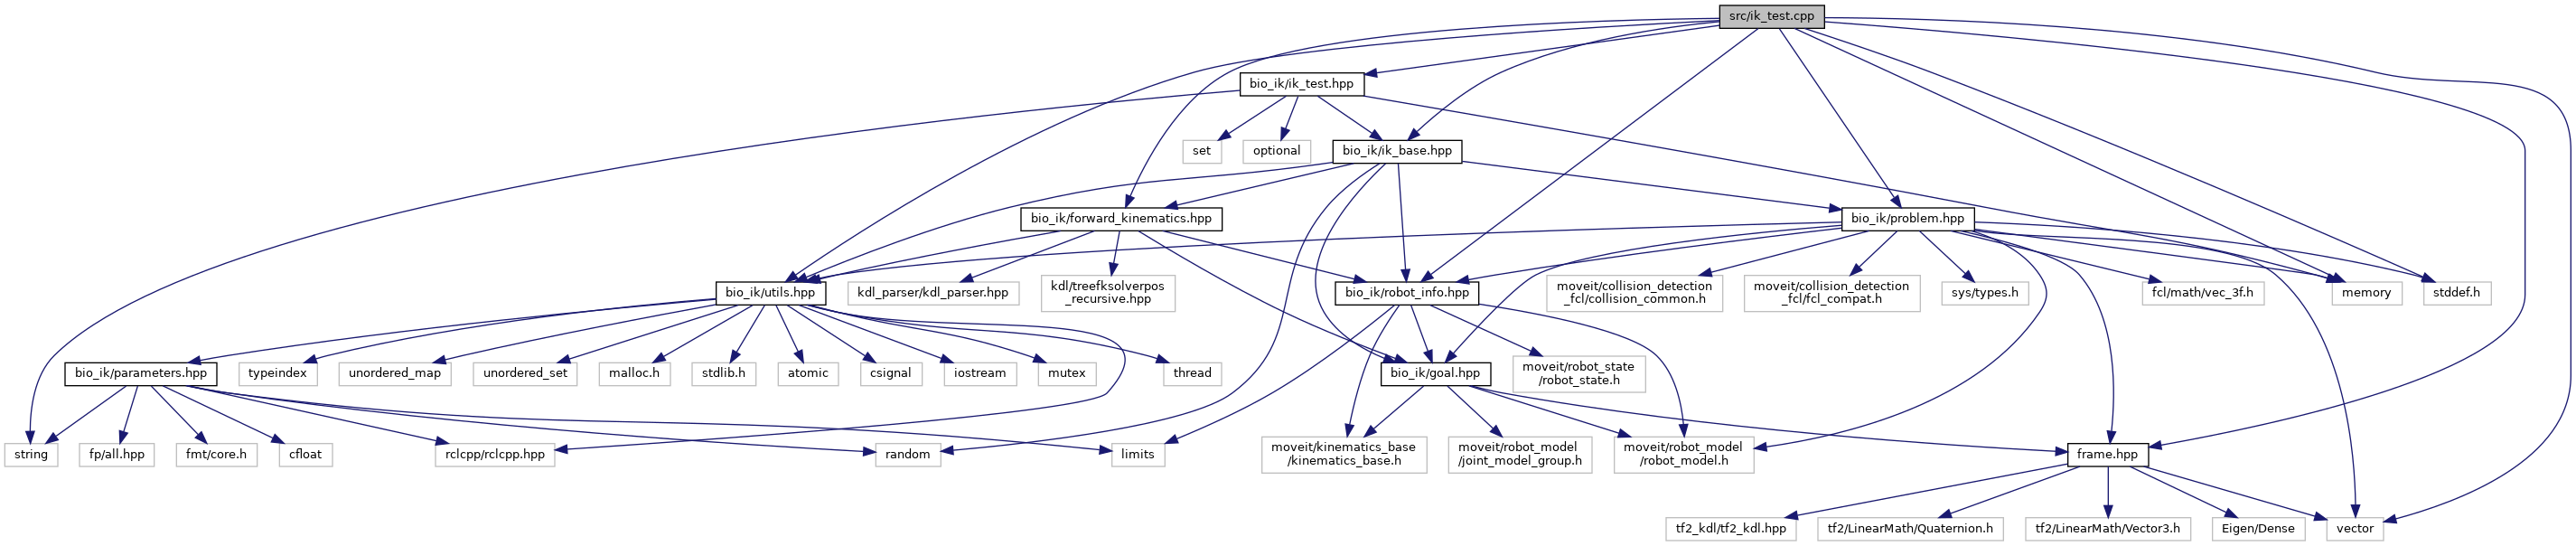 src/ik_test.cpp
bio_ik/ik_test.hpp
set
optional
bio_ik/ik_base.hpp
bio_ik/forward_kinematics.hpp
bio_ik/problem.hpp
bio_ik/utils.hpp
kdl_parser/kdl_parser.hpp
kdl/treefksolverpos
_recursive.hpp
bio_ik/robot_info.hpp
moveit/collision_detection
_fcl/collision_common.h
moveit/collision_detection
_fcl/fcl_compat.h
sys/types.h
fcl/math/vec_3f.h
memory
stddef.h
bio_ik/parameters.hpp
typeindex
unordered_map
unordered_set
malloc.h
stdlib.h
atomic
csignal
iostream
mutex
thread
bio_ik/goal.hpp
moveit/robot_state
/robot_state.h
string
fp/all.hpp
fmt/core.h
cfloat
rclcpp/rclcpp.hpp
random
limits
moveit/kinematics_base
/kinematics_base.h
moveit/robot_model
/joint_model_group.h
moveit/robot_model
/robot_model.h
frame.hpp
tf2_kdl/tf2_kdl.hpp
tf2/LinearMath/Quaternion.h
tf2/LinearMath/Vector3.h
Eigen/Dense
vector